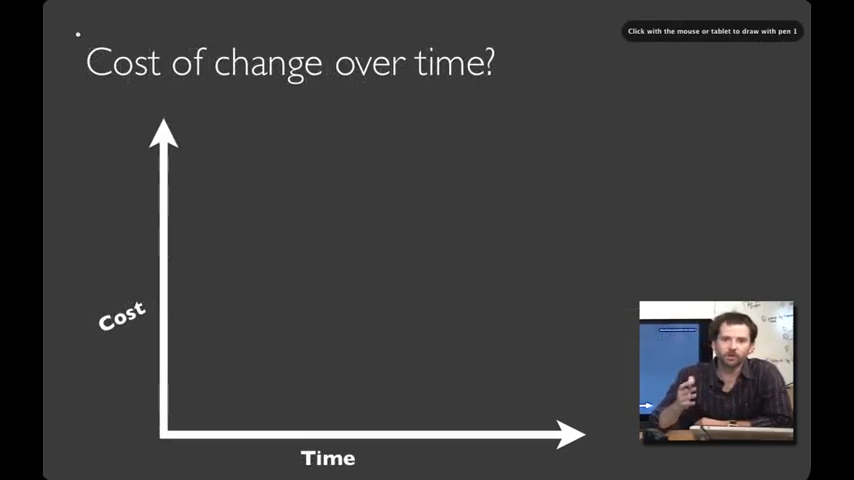 Click with the mouse or tablet to draw with pen 1
Cost of change over time?
Cost
Time